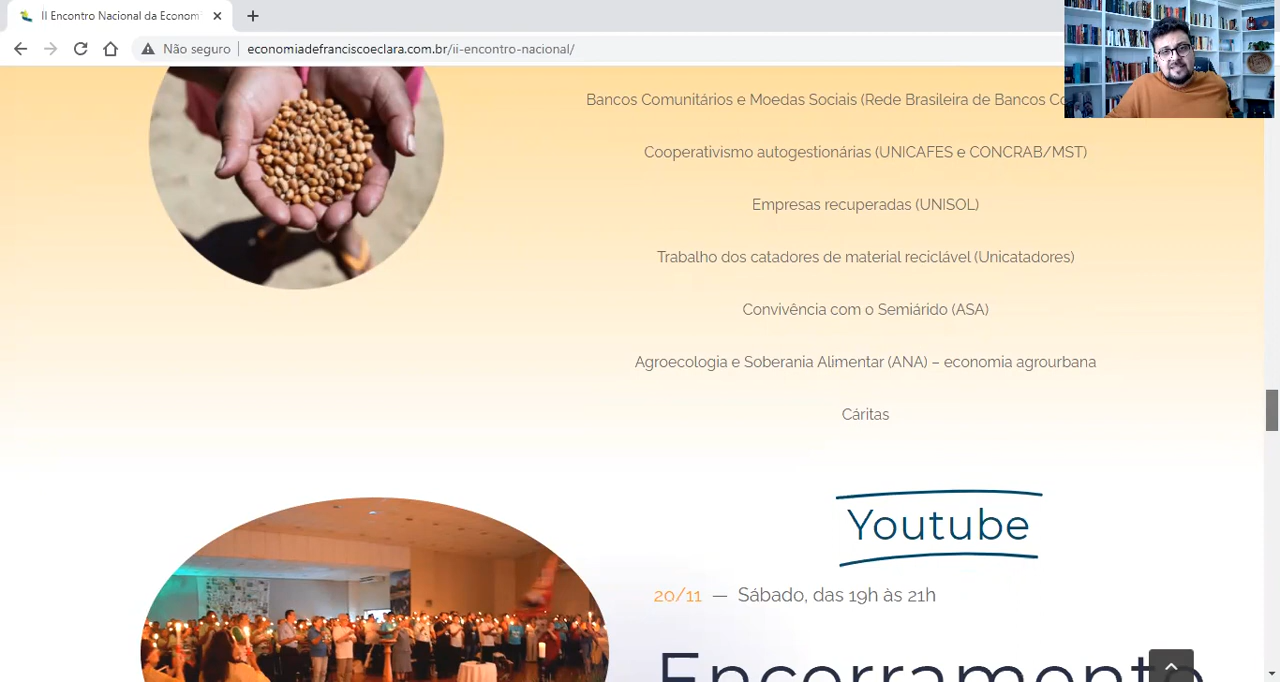 II Encontro Nacional da Econom
Não seguro
economiadefranciscoeclara.com.br/ii-encontro-nacional/
Bancos Comunitários e Moedas Sociais (Rede Brasileira de Bancos
Cooperativismo autogestionárias (UNICAFES e CONCRAB/MST)
Empresas recuperadas (UNISOL)
Trabalho dos catadores de material reciclável (Unicatadores)
Convivência com o Semiárido (ASA)
Agroecologia e Soberania Alimentar (ANA) – economia agrourbana
Cáritas
Youtube
20/11 — Sábado, das 19h às 21h
Encerramento